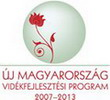 ÚJ MAGYARORSZÁG
VIDÉKFEJLESZTÉSI PROGRAM
2007–2013